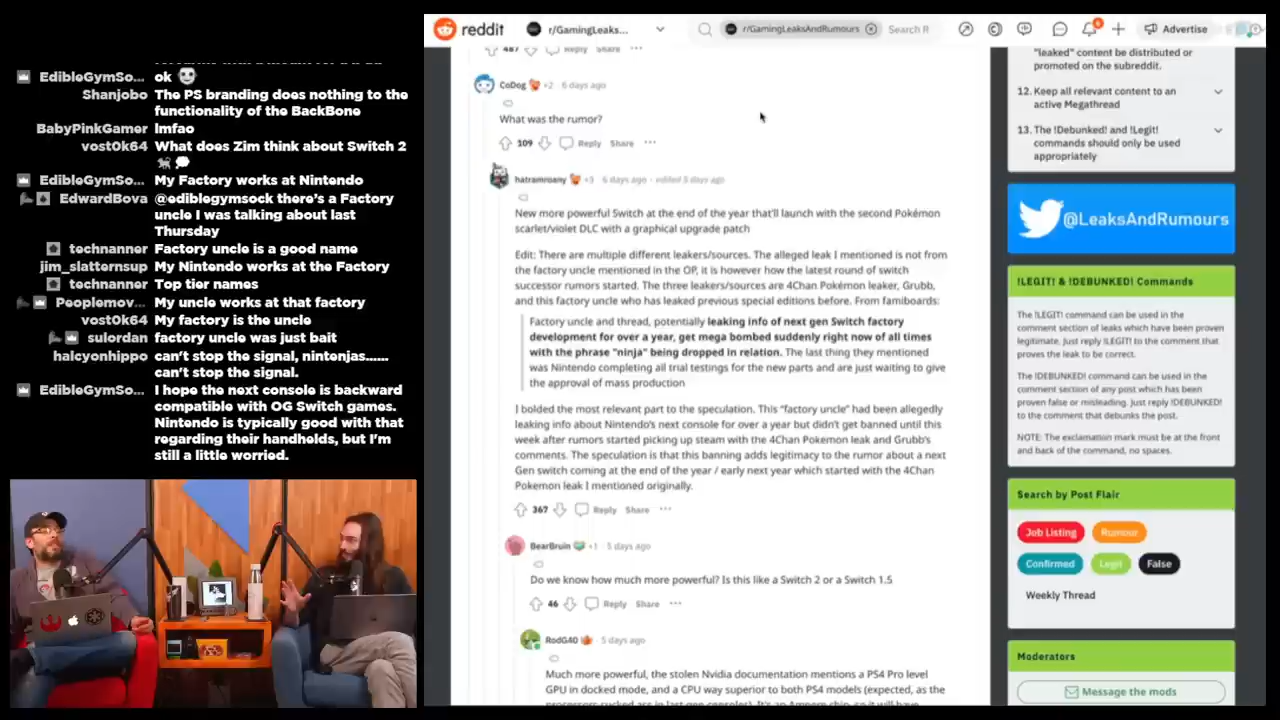 EdibleGymSo... ok
Shanjobo The PS branding does nothing to the
functionality of the BackBone
BabyYilkGamer lmfao
vost0k64 What does Zim think about Switch 2
EdibleGymSo... My Factory works at Nintendo
EdwinBova @ediblegymsock there's a Factory
uncle I was talking about last
Thursday
technanner Factory uncle is a good name
jim_slatternsup My Nintendo works at the Factory
technanner Top tier names
Peopperov... My uncle works at that factory
vost0k64 My factory is the uncle
Factory uncle was just bait
halcyonhippo can't stop the signal, nintenjas......
can't stop the signal.
EdibleGymSo... I hope the next console is backward
compatible with OG Switch games.
Nintendo is typically good with that
regarding their handhelds, but I'm
still a little worried.
reddit
r/GamingLeaks...
r/GamingLeaksAndRumours
Search R
6
Advertise
487 Reply Share ...
CoDog +2 · 6 days ago
What was the rumor?
109 Reply Share ...
hatramroany +3 6 days ago · edited 3 days ago
New more powerful Switch at the end of the year that'll launch with the second Pokémon
scarlet/violet DLC with a graphical upgrade patch
Edit: There are multiple different leakers/sources. The alleged leak I mentioned is not from
the factory uncle mentioned in the OP, it is however how the latest round of switch
successor rumors started. The three leakers/sources are 4Chan Pokémon leaker, Grubb,
and this factory uncle who has leaked previous special editions before. From famiboards:
Factory uncle and thread, potentially leaking info of next gen Switch factory
development for over a year, get mega bombed suddenly right now of all times
with the phrase "ninja" being dropped in relation. The last thing they mentioned
was Nintendo completing all trial testings for the new parts and are just waiting to give
the approval of mass production
I bolded the most relevant part to the speculation. This "factory uncle" had been allegedly
leaking info about Nintendo's next console for over a year but didn't get banned until this
week after rumors started picking up steam with the 4Chan Pokemon leak and Grubb's
comments. The speculation is that this banning adds legitimacy to the rumor about a next
Gen switch coming at the end of the year / early next year which started with the 4Chan
Pokemon leak I mentioned originally.
367 Reply Share ...
BearBruin +1 · 5 days ago
Do we know how much more powerful? Is this like a Switch 2 or a Switch 1.5
46 Reply Share ...
RodG40 · 5 days ago
Much more powerful, the stolen Nvidia documentation mentions a PS4 Pro level
GPU in docked mode, and a CPU way superior to both PS4 models (expected, as the
"leaked" content be distributed or
promoted on the subreddit.
12. Keep all relevant content to an
active Megathread
13. The !Debunked! and !Legit!
commands should only be used
appropriately
@LeaksAndRumours
!LEGIT! & !DEBUNKED! Commands
The !LEGIT! command can be used in the
comment section of leaks which have been proven
legitimate. Just reply !LEGIT! to the comment that
proves the leak to be correct.
The !DEBUNKED! command can be used in the
comment section of any post which has been
proven false or misleading. Just reply !DEBUNKED!
to the comment that debunks the post.
NOTE: The exclamation mark must be at the front
and back of the command, no spaces.
Search by Post Flair
Job Listing Rumour
Confirmed Legit False
Weekly Thread
Moderators
Message the mods